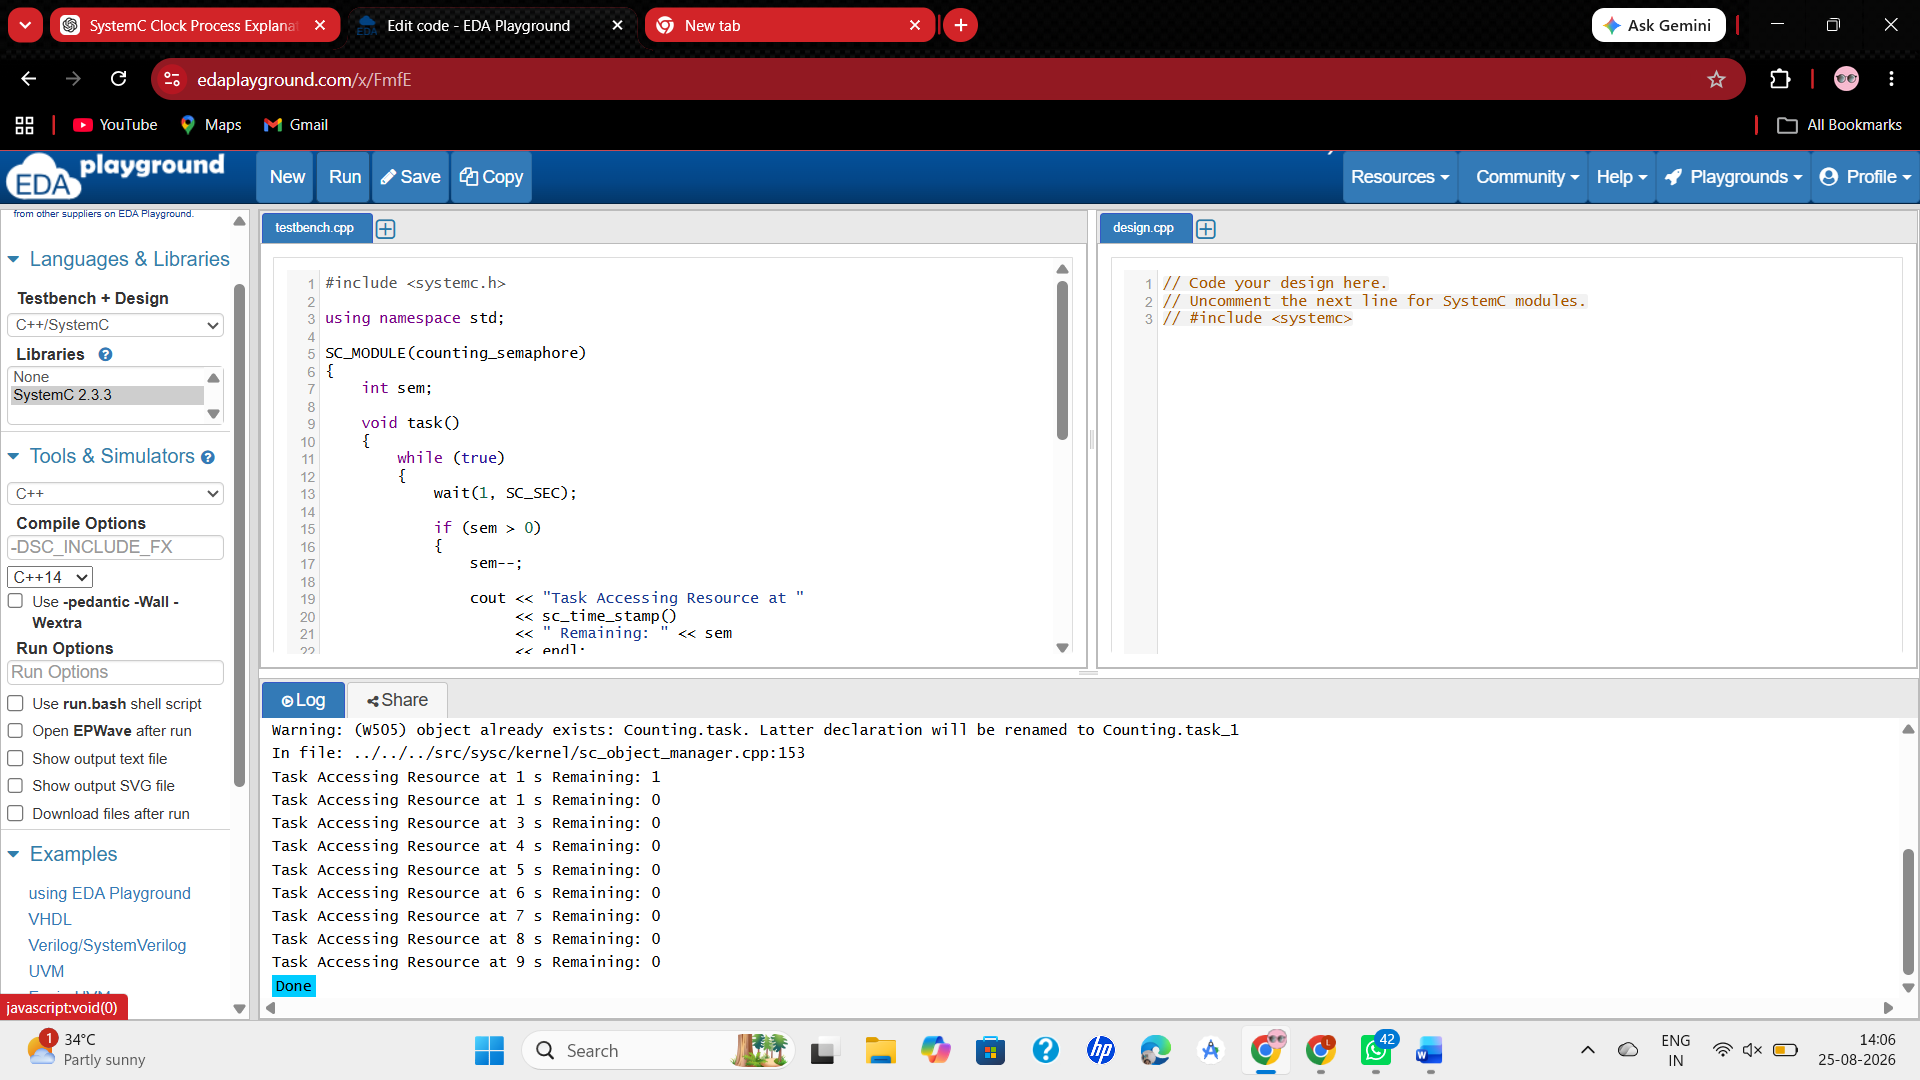 SystemC Clock Process Explana
Edit code - EDA Playground
New tab
Ask Gemini
edaplayground.com/x/FmfE
YouTube
Maps
Gmail
All Bookmarks
EDA playground
New
Run
Save
Copy
Resources
Community
Help
Playgrounds
Profile
from other suppliers on EDA Playground.
Languages & Libraries
Testbench + Design
C++/SystemC
Libraries
None
SystemC 2.3.3
Tools & Simulators
C++
Compile Options
-DSC_INCLUDE_FX
C++14
Use -pedantic -Wall -
Wextra
Run Options
Run Options
Use run.bash shell script
Open EPWave after run
Show output text file
Show output SVG file
Download files after run
Examples
using EDA Playground
VHDL
Verilog/SystemVerilog
UVM
javascript:void(0)
testbench.cpp
1 #include <systemc.h>
2
3 using namespace std;
4
5 SC_MODULE(counting_semaphore)
6 {
7 int sem;
8
9 void task()
10 {
11 while (true)
12 {
13 wait(1, SC_SEC);
14
15 if (sem > 0)
16 {
17 sem--;
18
19 cout << "Task Accessing Resource at "
20 << sc_time_stamp()
21 << " Remaining: " << sem
22 << endl;
design.cpp
1 // Code your design here.
2 // Uncomment the next line for SystemC modules.
3 // #include <systemc>
Log
Share
Warning: (W505) object already exists: Counting.task. Latter declaration will be renamed to Counting.task_1
In file: ../../../src/sysc/kernel/sc_object_manager.cpp:153
Task Accessing Resource at 1 s Remaining: 1
Task Accessing Resource at 1 s Remaining: 0
Task Accessing Resource at 3 s Remaining: 0
Task Accessing Resource at 4 s Remaining: 0
Task Accessing Resource at 5 s Remaining: 0
Task Accessing Resource at 6 s Remaining: 0
Task Accessing Resource at 7 s Remaining: 0
Task Accessing Resource at 8 s Remaining: 0
Task Accessing Resource at 9 s Remaining: 0
Done
1
34°C
Partly sunny
Search
hp
42
ENG
IN
14:06
25-08-2026